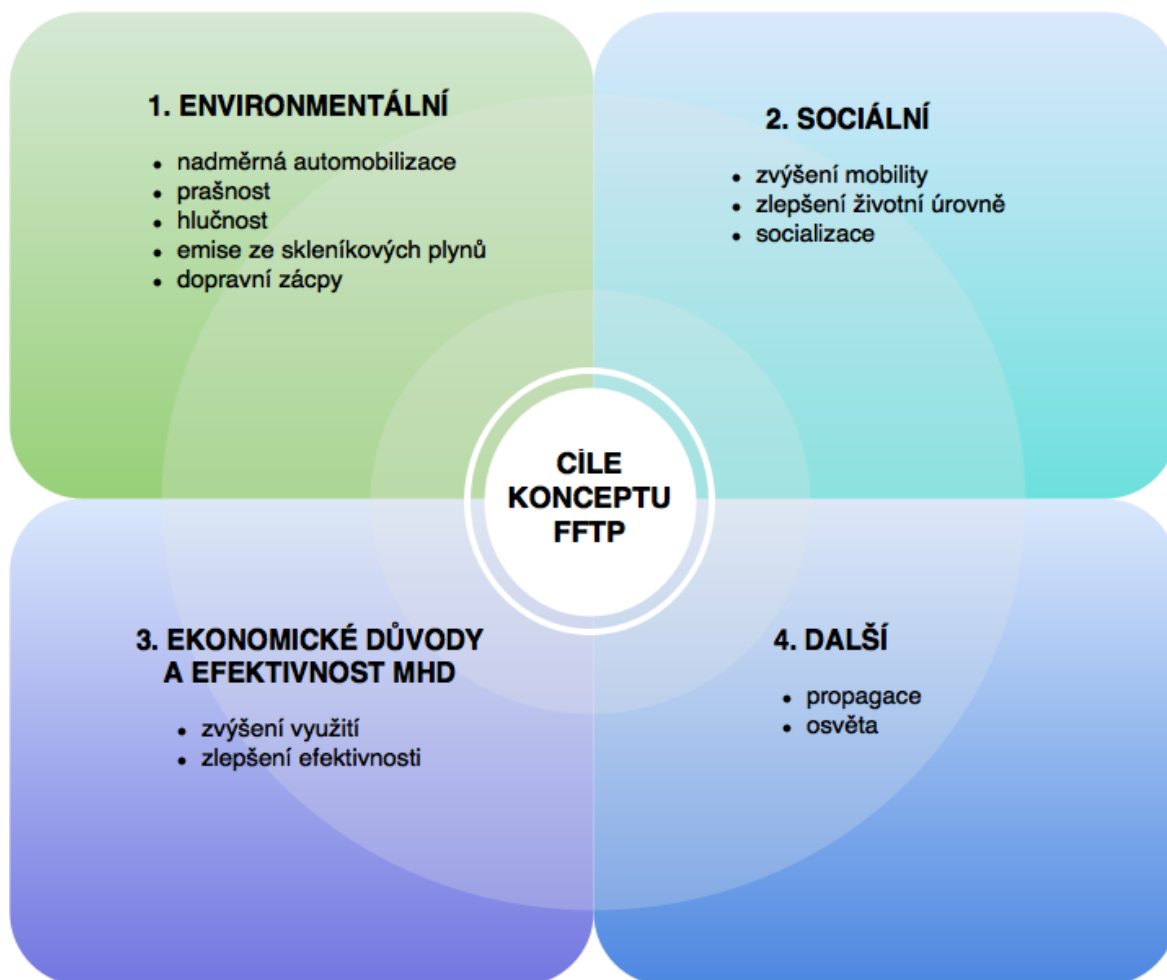 1. ENVIRONMENTÁLNÍ
• nadměrná automobilizace
• prašnost
• hlučnost
• emise ze skleníkových plynů
• dopravní zácpy
2. SOCIÁLNÍ
• zvýšení mobility
• zlepšení životní úrovně
• socializace
CÍLE
KONCEPTU
FFTP
3. EKONOMICKÉ DŮVODY
A EFEKTIVNOST MHD
• zvýšení využití
• zlepšení efektivnosti
4. DALŠÍ
• propagace
• osvěta